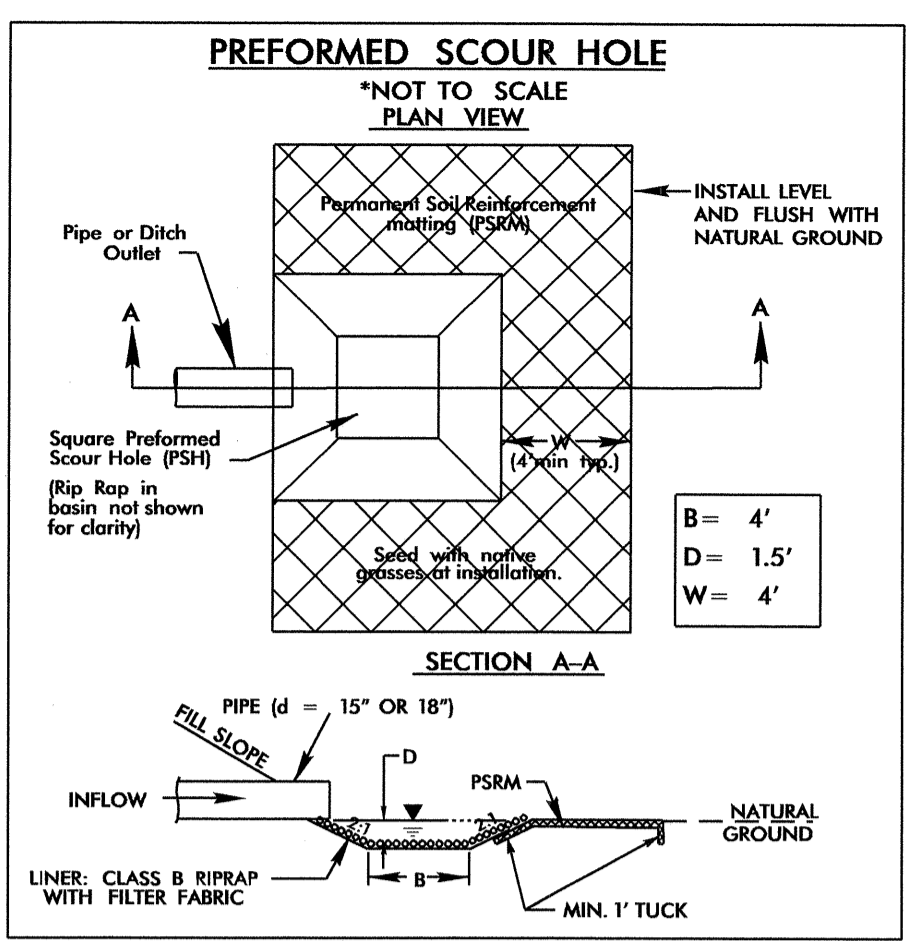 PREFORMED SCOUR HOLE
*NOT TO SCALE
PLAN VIEW
Permanent Soil Reinforcement
matting (PSRM)
INSTALL LEVEL
AND FLUSH WITH
NATURAL GROUND
Pipe or Ditch
Outlet
A
A
Square Preformed
Scour Hole (PSH)
(Rip Rap in
basin not shown
for clarity)
W
(4'min typ.)
Seed with native
grasses at installation.
B= 4'
D= 1.5'
W= 4'
SECTION A-A
PIPE (d = 15" OR 18")
FILL SLOPE
D
PSRM
INFLOW
2:1
2:1
NATURAL
GROUND
B
LINER: CLASS B RIPRAP
WITH FILTER FABRIC
MIN. 1' TUCK